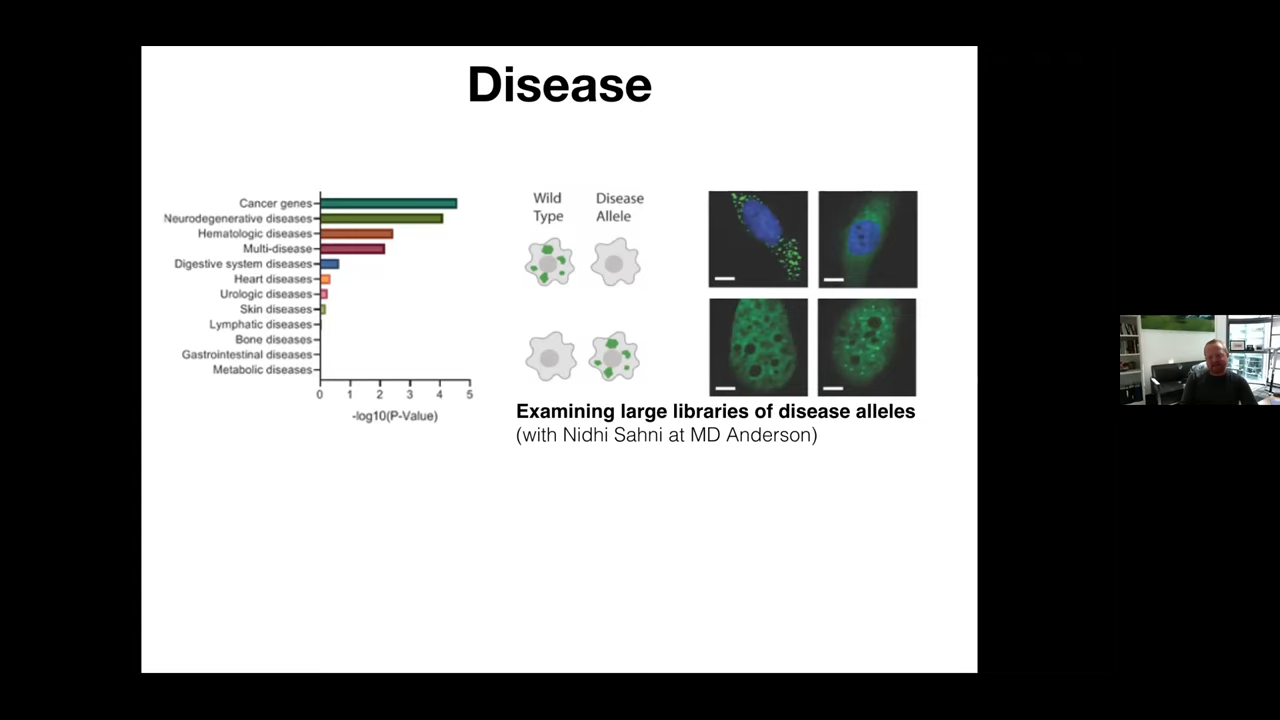 Disease
Cancer genes
Neurodegenerative diseases
Hematologic diseases
Multi-disease
Digestive system diseases
Heart diseases
Urologic diseases
Skin diseases
Lymphatic diseases
Bone diseases
Gastrointestinal diseases
Metabolic diseases
0 1 2 3 4 5
-log10(P-Value)
Wild Disease
Type Allele
Examining large libraries of disease alleles
(with Nidhi Sahni at MD Anderson)